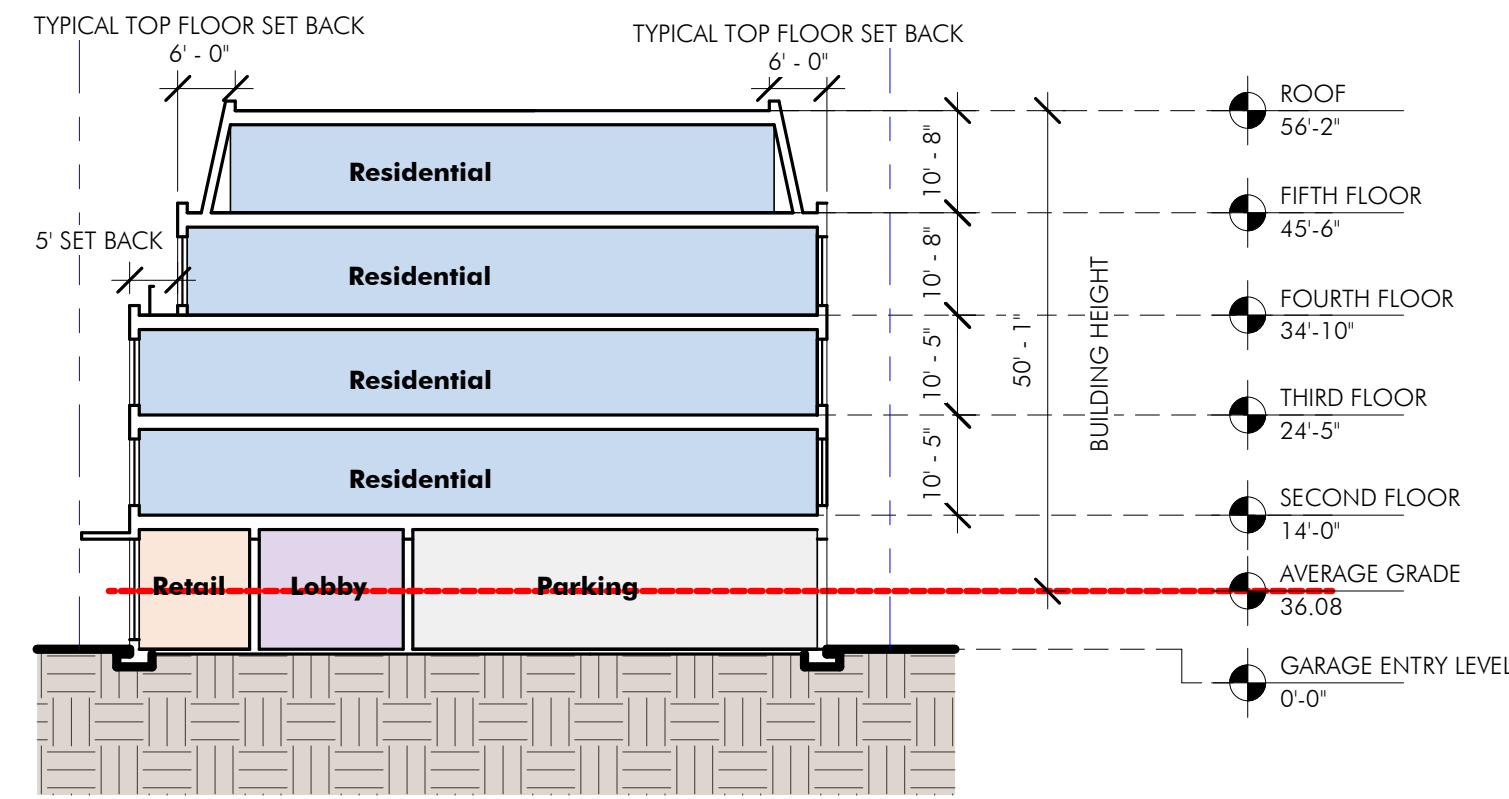 TYPICAL TOP FLOOR SET BACK
6' - 0"
TYPICAL TOP FLOOR SET BACK
6' - 0"
5' SET BACK
Residential
Residential
Residential
Residential
Retail
Lobby
Parking
10' - 8"
10' - 8"
10' - 5"
10' - 5"
50' - 1"
BUILDING HEIGHT
ROOF
56'-2"
FIFTH FLOOR
45'-6"
FOURTH FLOOR
34'-10"
THIRD FLOOR
24'-5"
SECOND FLOOR
14'-0"
AVERAGE GRADE
36.08
GARAGE ENTRY LEVEL
0'-0"